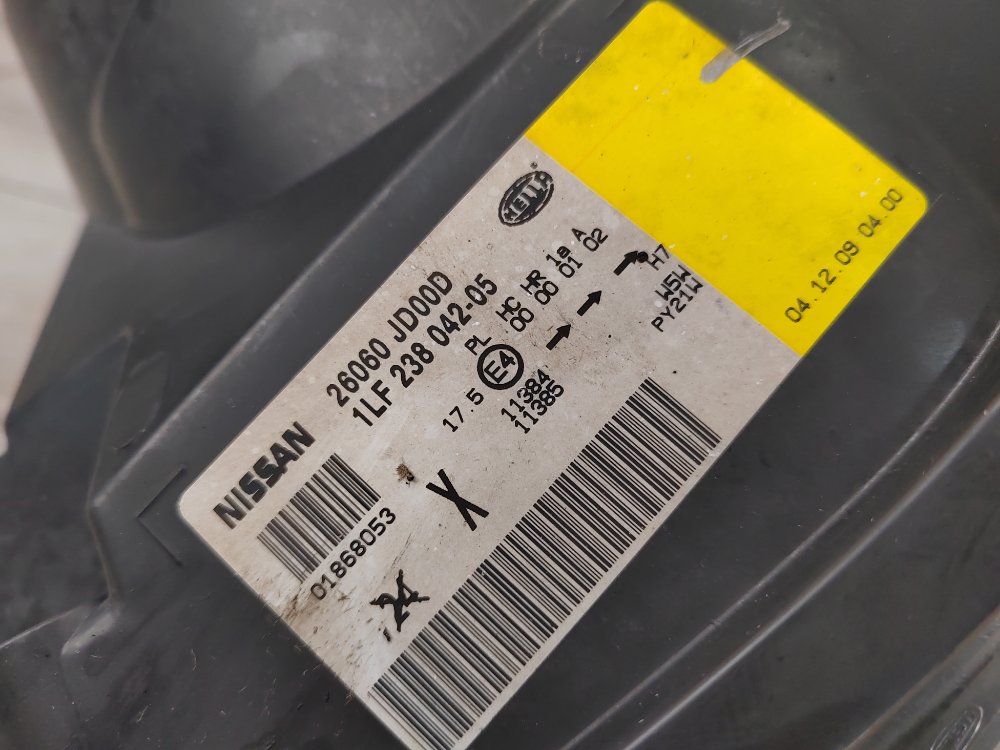 HELLA
04.12.09 04.00
NISSAN
26060 JD00D
1LF 238 042-05
PL HC HR 1a A
00 00 01 02
17.5 E4
11384
11385
H7
W5W
PY21W
01868053
X
24